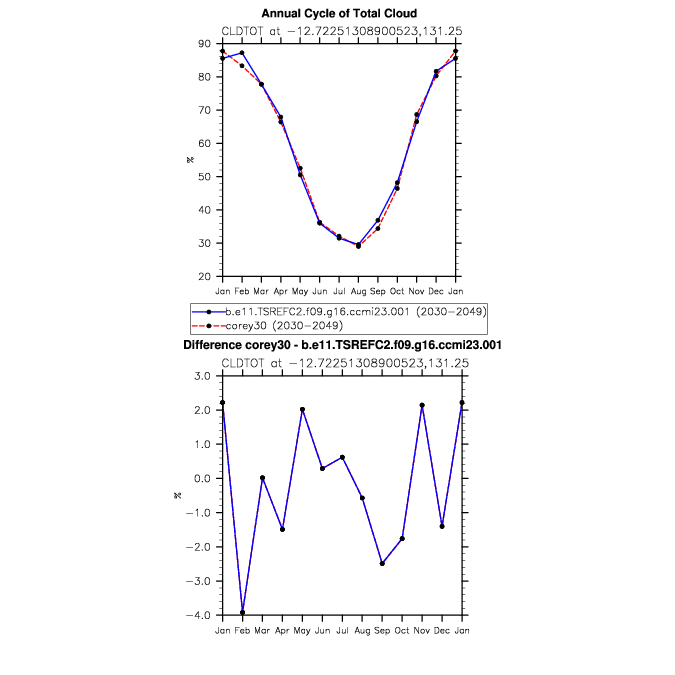 Annual Cycle of Total Cloud
CLDTOT at −12.72251308900523,131.25
90
80
70
60
50
40
30
20
%
Jan Feb Mar Apr May Jun Jul Aug Sep Oct Nov Dec Jan
b.e11.TSREFC2.f09.g16.ccmi23.001 (2030−2049)
corey30 (2030−2049)
Difference corey30 - b.e11.TSREFC2.f09.g16.ccmi23.001
CLDTOT at −12.72251308900523,131.25
3.0
2.0
1.0
0.0
−1.0
−2.0
−3.0
−4.0
%
Jan Feb Mar Apr May Jun Jul Aug Sep Oct Nov Dec Jan